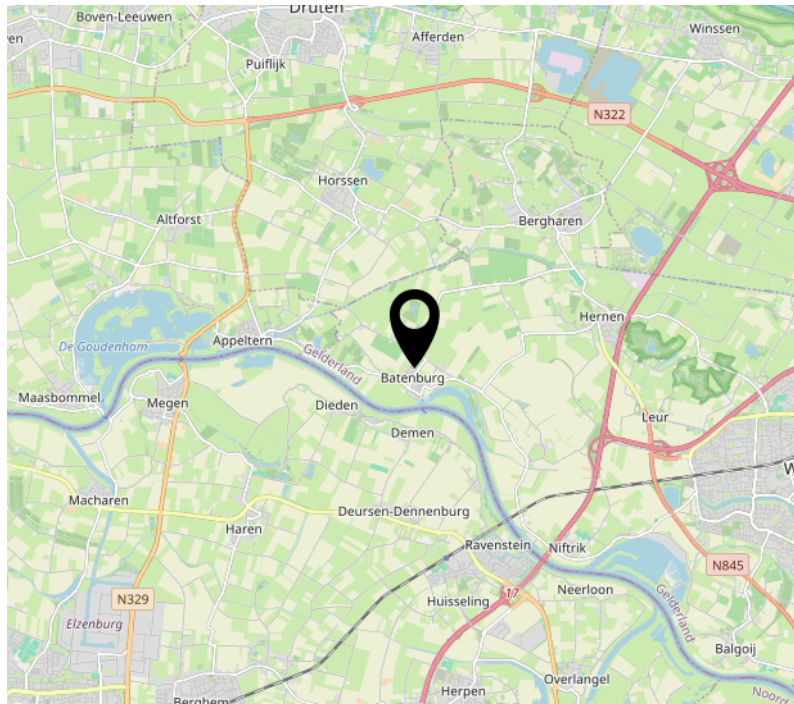 Druten
Boven-Leeuwen
Winssen
Afferden
Puiflijk
N322
Horssen
Altforst
Bergharen
Hernen
Appeltern
De Goudenham
Gelderland
Batenburg
Maasbommel
Megen
Dieden
Leur
Demen
Macharen
Deursen-Dennenburg
Haren
Ravenstein
Niftrik
N845
Neerloon
17
N329
Huisseling
Gelderland
Elzenburg
Balgoij
Overlangel
Herpen
Berghem